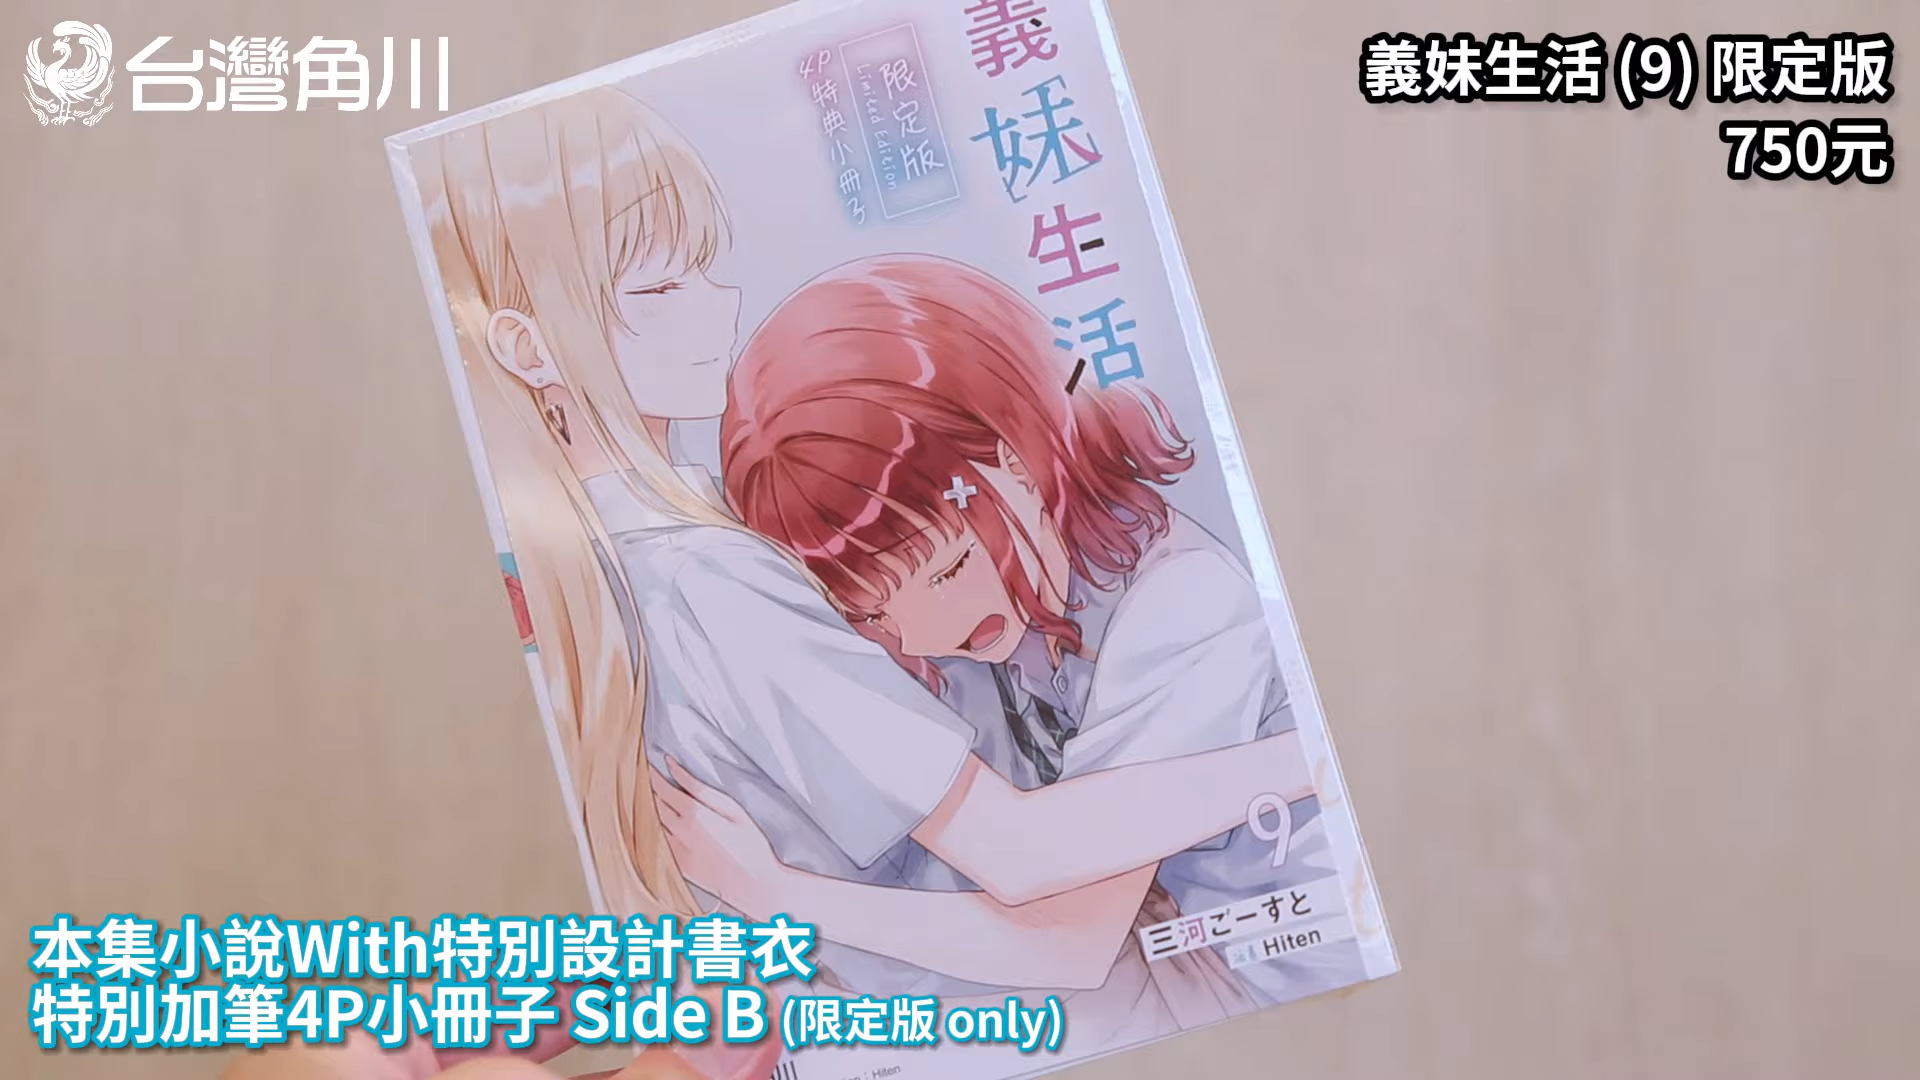 台灣角川
義妹生活 (9) 限定版
750元
義妹生活
限定版
Limited Edition
4P特典小冊子
9
三河ごーすと
Hiten
本集小說With特別設計書衣
特別加筆4P小冊子 Side B (限定版 only)
Hiten